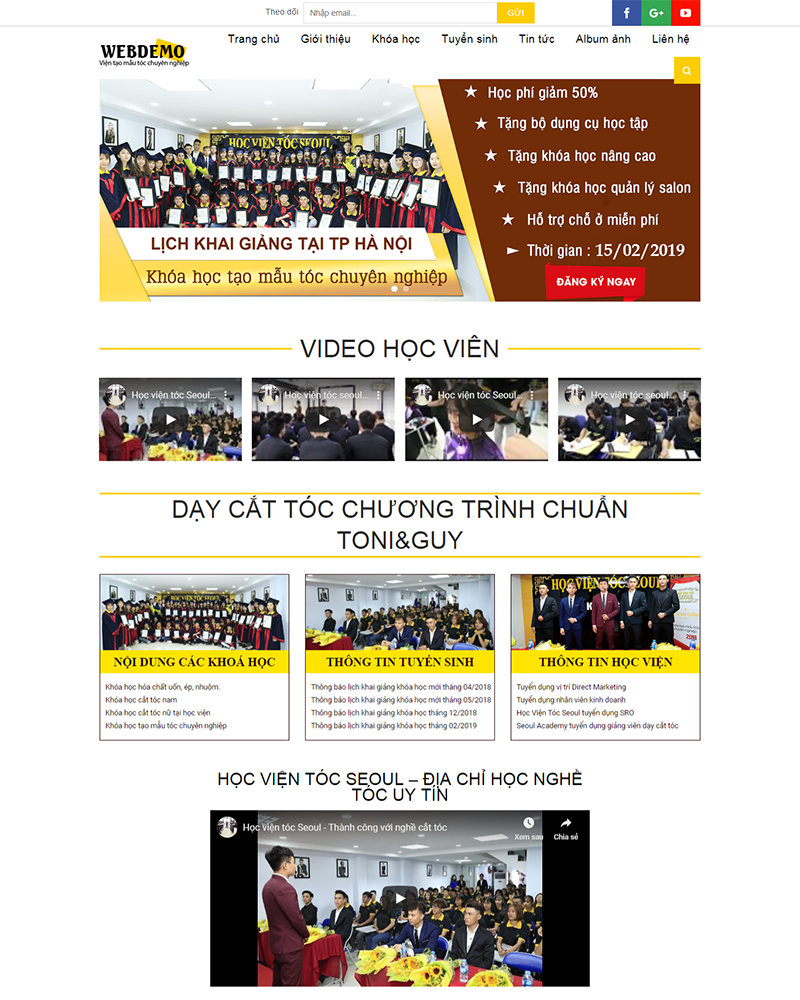 Theo dõi
Nhập email...
GỬI
f
G+
WEBDEMO
Viện tạo mẫu tóc chuyên nghiệp
Trang chủ
Giới thiệu
Khóa học
Tuyển sinh
Tin tức
Album ảnh
Liên hệ
HỌC VIỆN TÓC SEOUL
LỊCH KHAI GIẢNG TẠI TP HÀ NỘI
Khóa học tạo mẫu tóc chuyên nghiệp
★ Học phí giảm 50%
★ Tặng bộ dụng cụ học tập
★ Tặng khóa học nâng cao
★ Tặng khóa học quản lý salon
★ Hỗ trợ chỗ ở miễn phí
► Thời gian : 15/02/2019
ĐĂNG KÝ NGAY
VIDEO HỌC VIÊN
Học viện tóc Seoul...
Học viện tóc seoul...
Học viện tóc Seoul...
Học viện tóc seoul...
DẠY CẮT TÓC CHƯƠNG TRÌNH CHUẨN
TONI&GUY
HỌC VIỆN TÓC SEOUL
HỌC VIỆN TÓC SEOUL
NỘI DUNG CÁC KHOÁ HỌC
Khóa học hóa chất uốn, ép, nhuộm.
Khóa học cắt tóc nam
Khóa học cắt tóc nữ tại học viện
Khóa học tạo mẫu tóc chuyên nghiệp
THÔNG TIN TUYỂN SINH
Thông báo lịch khai giảng khóa học mới tháng 04/2018
Thông báo lịch khai giảng khóa học mới tháng 05/2018
Thông báo lịch khai giảng khóa học tháng 12/2018
Thông báo lịch khai giảng khóa học tháng 02/2019
THÔNG TIN HỌC VIỆN
Tuyển dụng vị trí Direct Marketing
Tuyển dụng nhân viên kinh doanh
Học Viện Tóc Seoul tuyển dụng SRO
Seoul Academy tuyển dụng giảng viên dạy cắt tóc
HỌC VIỆN TÓC SEOUL – ĐỊA CHỈ HỌC NGHỀ
TÓC UY TÍN
Học viện tóc Seoul - Thành công với nghề cắt tóc
Xem sau
Chia sẻ